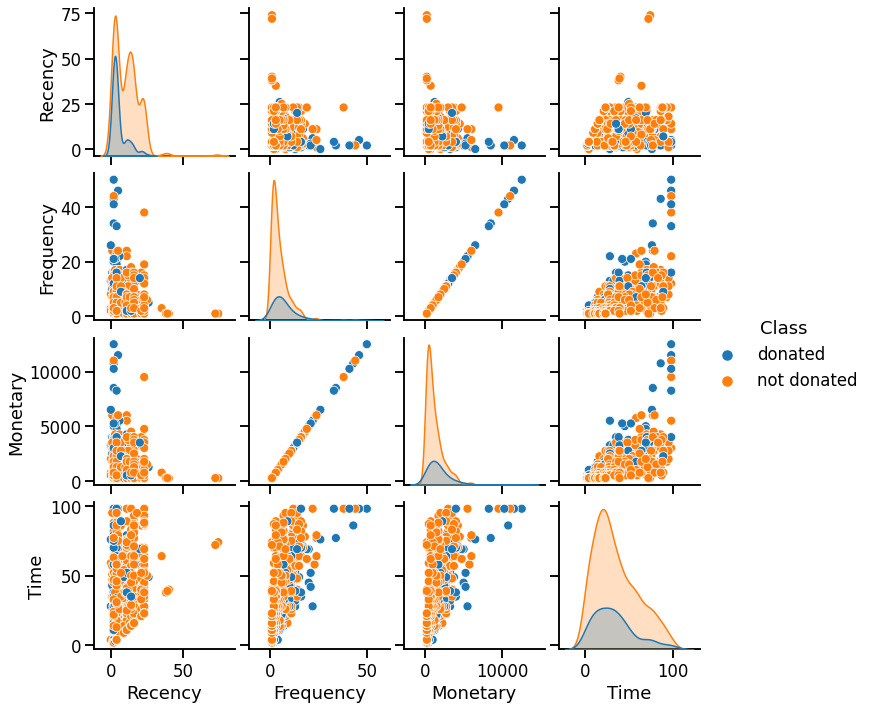 75
50
25
0
Recency
40
20
0
Frequency
10000
5000
0
Monetary
100
50
0
Time
0 50
Recency
0 50
Frequency
0 10000
Monetary
0 100
Time
Class
donated
not donated